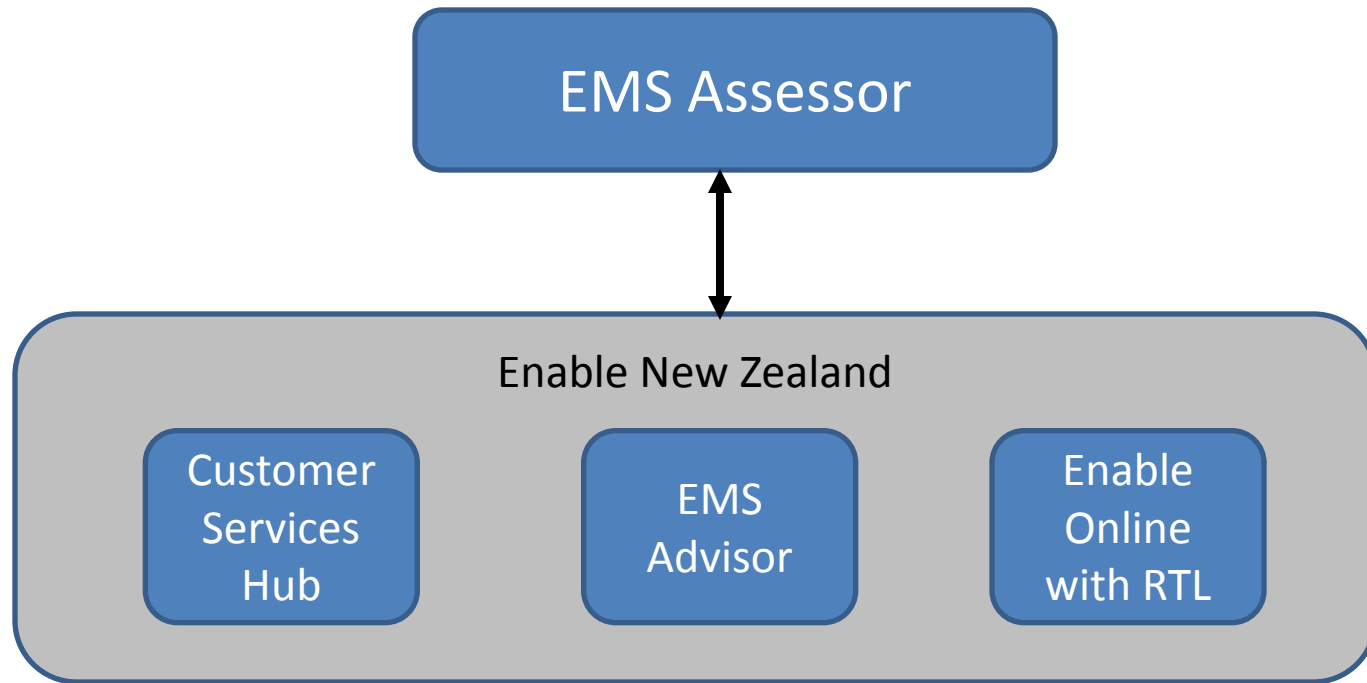 EMS Assessor
Enable New Zealand
Customer
Services
Hub
EMS
Advisor
Enable
Online
with RTL